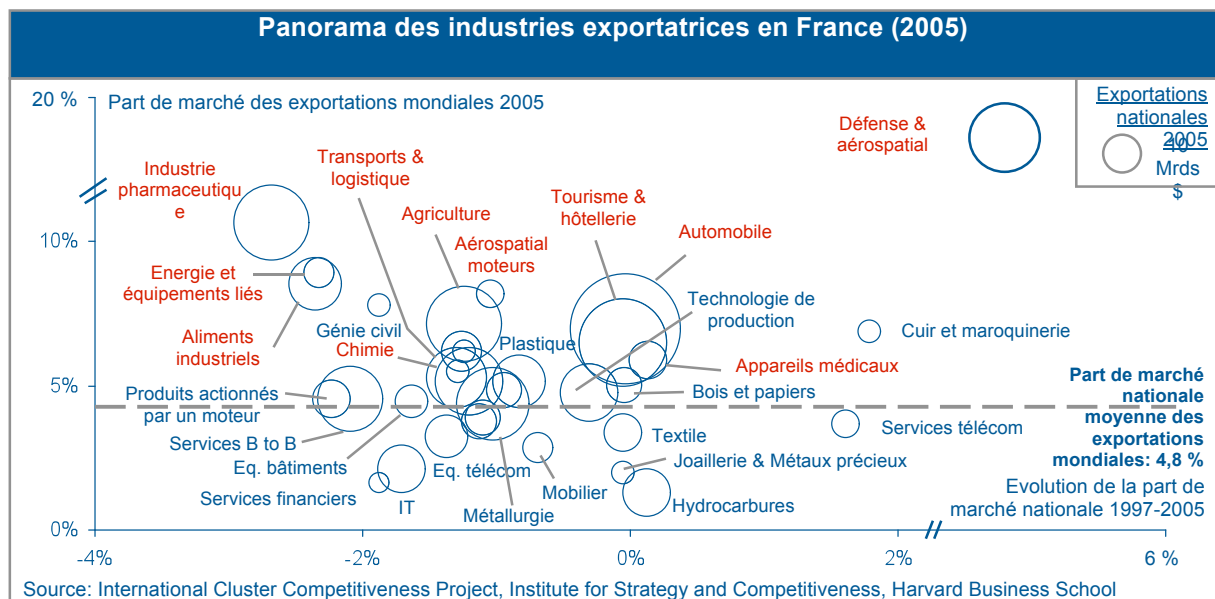 Panorama des industries exportatrices en France (2005)
20 %
Part de marché des exportations mondiales 2005
Exportations
nationales
2005
10
Mrds
$
Défense &
aérospatial
Transports &
logistique
Industrie
pharmaceutiqu
e
Tourisme &
hôtellerie
Agriculture
Automobile
Aérospatial
moteurs
10%
Energie et
équipements liés
Technologie de
production
Génie civil
Aliments
industriels
Chimie
Plastique
Cuir et maroquinerie
Appareils médicaux
5%
Produits actionnés
par un moteur
Bois et papiers
Part de marché
nationale
moyenne des
exportations
mondiales: 4,8 %
Services B to B
Textile
Services télécom
Eq. bâtiments
Eq. télécom
Joaillerie & Métaux précieux
Services financiers
IT
Mobilier
Métallurgie
Hydrocarbures
Evolution de la part de
marché nationale 1997-2005
0%
-4%
-2%
0%
2%
6 %
Source: International Cluster Competitiveness Project, Institute for Strategy and Competitiveness, Harvard Business School